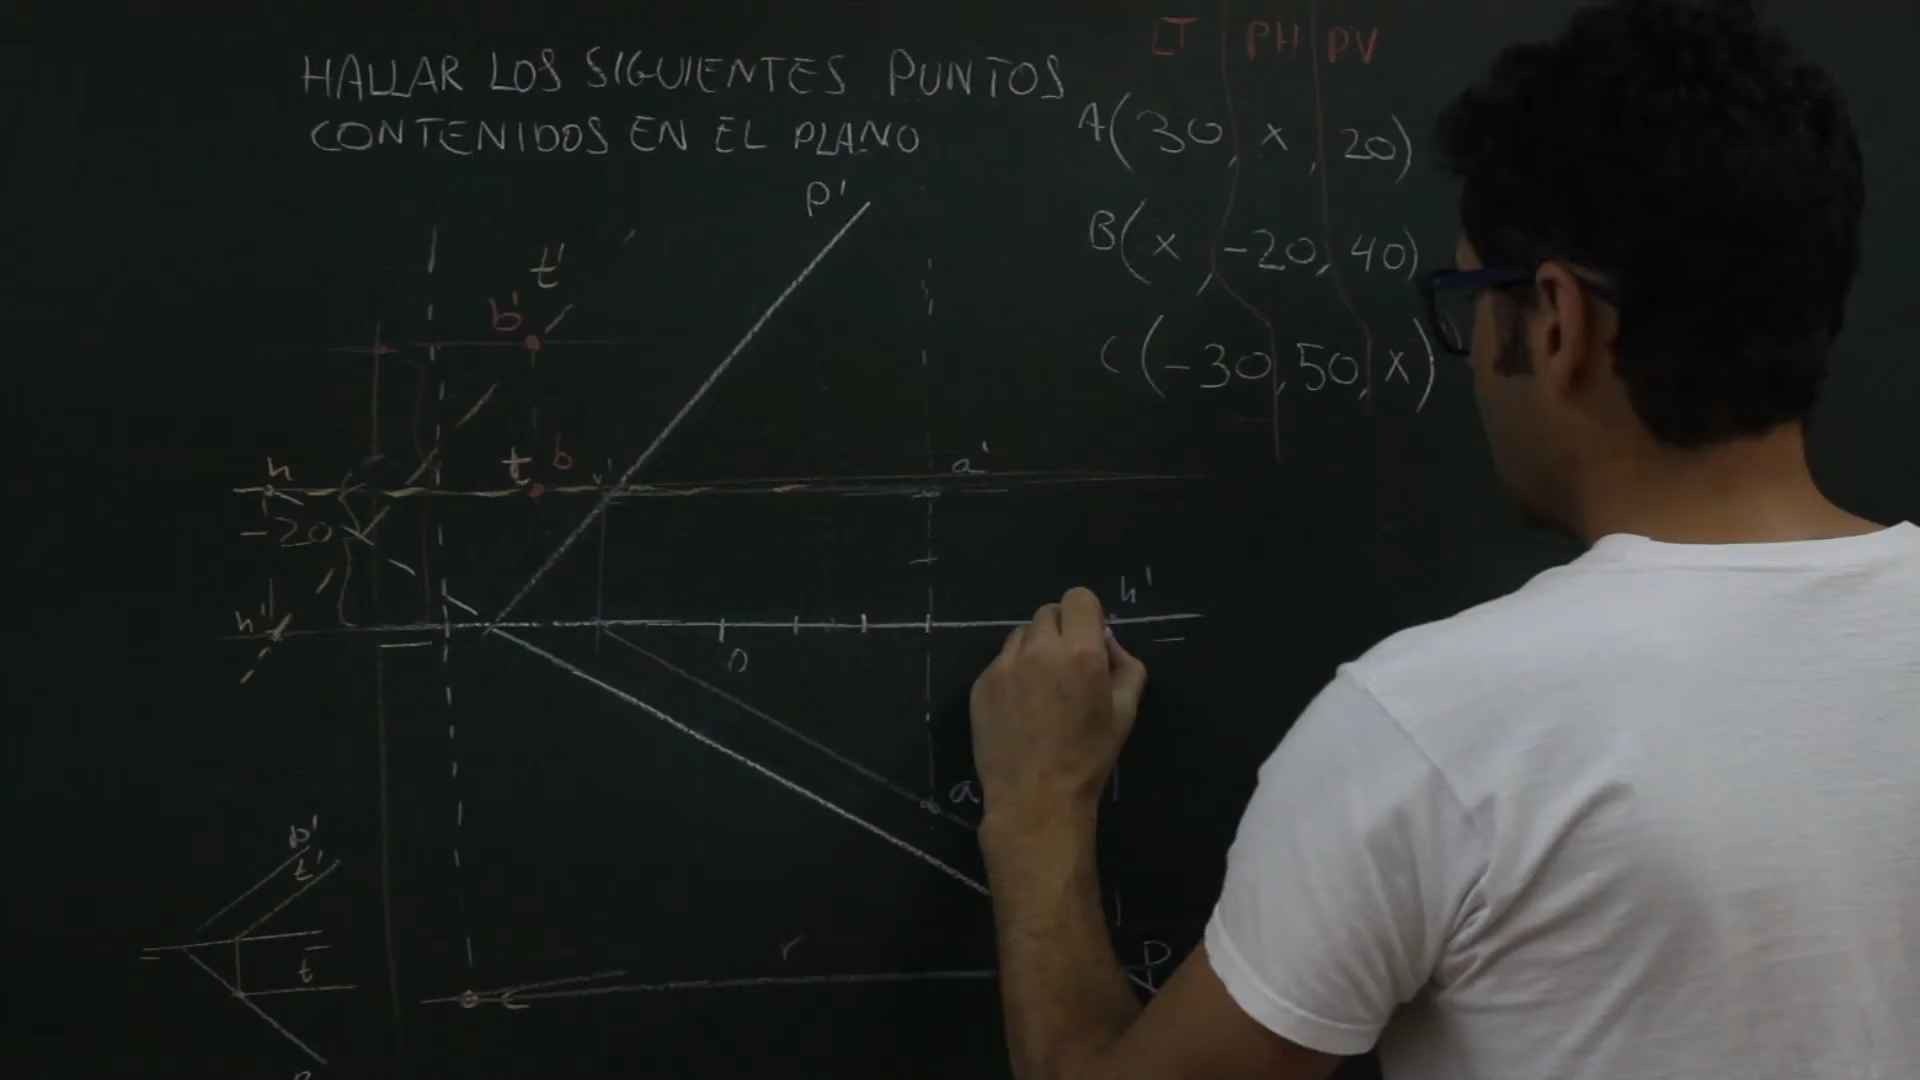 HALLAR LOS SIGUIENTES PUNTOS
CONTENIDOS EN EL PLANO
LT PH PV
A(30, x, 20)
B(x, -20, 40)
C(-30, 50, x)
p'
t'
b'
h
t b
v'
a'
-20
h'
h'
0
a
p'
t'
t
r
c
P